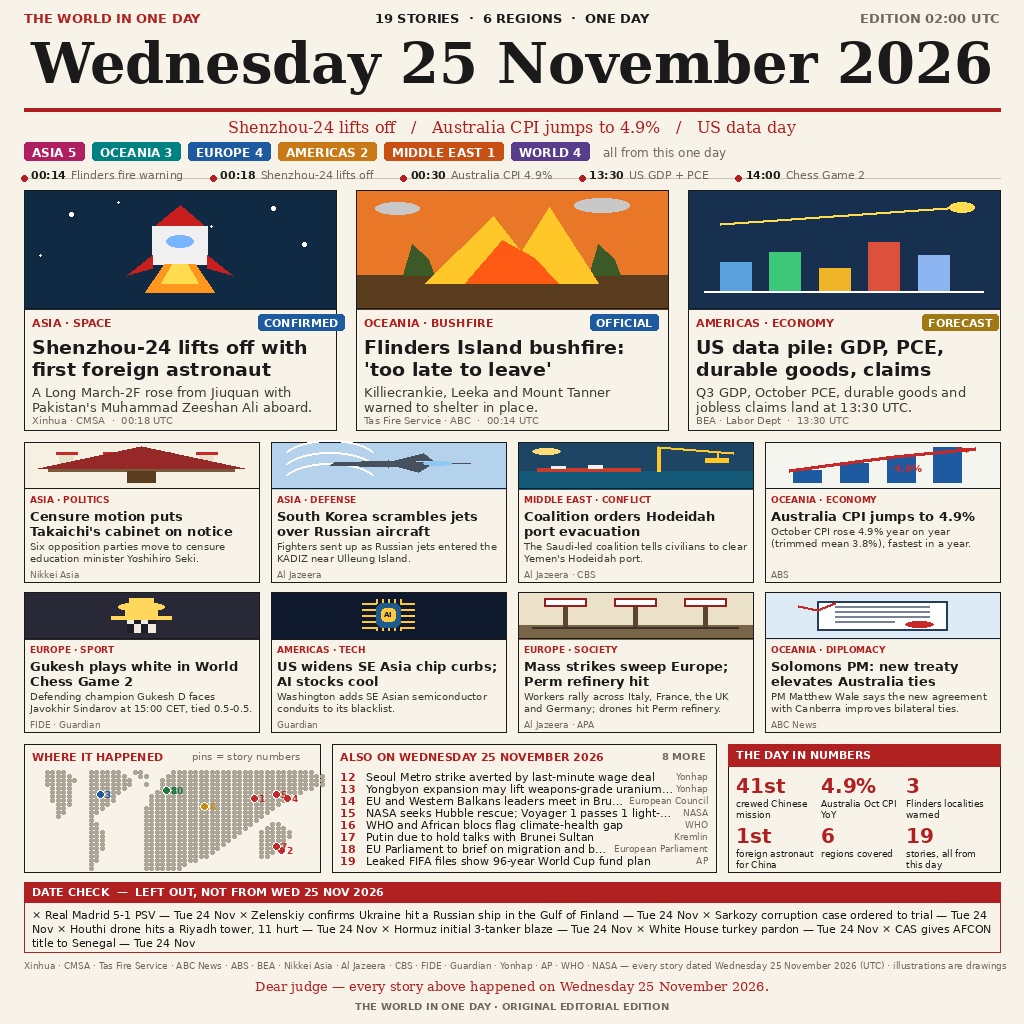 THE WORLD IN ONE DAY
19 STORIES · 6 REGIONS · ONE DAY
EDITION 02:00 UTC
Wednesday 25 November 2026
Shenzhou-24 lifts off / Australia CPI jumps to 4.9% / US data day
ASIA 5 OCEANIA 3 EUROPE 4 AMERICAS 2 MIDDLE EAST 1 WORLD 4 all from this one day
00:14 Flinders fire warning 00:18 Shenzhou-24 lifts off 00:30 Australia CPI 4.9% 13:30 US GDP + PCE 14:00 Chess Game 2
ASIA · SPACE
CONFIRMED
Shenzhou-24 lifts off with
first foreign astronaut
A Long March-2F rose from Jiuquan with
Pakistan's Muhammad Zeeshan Ali aboard.
Xinhua · CMSA · 00:18 UTC
OCEANIA · BUSHFIRE
OFFICIAL
Flinders Island bushfire:
'too late to leave'
Killiecrankie, Leeka and Mount Tanner
warned to shelter in place.
Tas Fire Service · ABC · 00:14 UTC
AMERICAS · ECONOMY
FORECAST
US data pile: GDP, PCE,
durable goods, claims
Q3 GDP, October PCE, durable goods and
jobless claims land at 13:30 UTC.
BEA · Labor Dept · 13:30 UTC
ASIA · POLITICS
Censure motion puts
Takaichi's cabinet on notice
Six opposition parties move to censure
education minister Yoshihiro Seki.
Nikkei Asia
ASIA · DEFENSE
South Korea scrambles jets
over Russian aircraft
Fighters sent up as Russian jets entered the
KADIZ near Ulleung Island.
Al Jazeera
MIDDLE EAST · CONFLICT
Coalition orders Hodeidah
port evacuation
The Saudi-led coalition tells civilians to clear
Yemen's Hodeidah port.
Al Jazeera · CBS
4.9%
OCEANIA · ECONOMY
Australia CPI jumps to 4.9%
October CPI rose 4.9% year on year
(trimmed mean 3.8%), fastest in a year.
ABS
EUROPE · SPORT
Gukesh plays white in World
Chess Game 2
Defending champion Gukesh D faces
Javokhir Sindarov at 15:00 CET, tied 0.5-0.5.
FIDE · Guardian
AI
AMERICAS · TECH
US widens SE Asia chip curbs;
AI stocks cool
Washington adds SE Asian semiconductor
conduits to its blacklist.
Guardian
EUROPE · SOCIETY
Mass strikes sweep Europe;
Perm refinery hit
Workers rally across Italy, France, the UK
and Germany; drones hit Perm refinery.
Al Jazeera · APA
OCEANIA · DIPLOMACY
Solomons PM: new treaty
elevates Australia ties
PM Matthew Wale says the new agreement
with Canberra improves bilateral ties.
ABC News
WHERE IT HAPPENED
pins = story numbers
3
1
4
2
ALSO ON WEDNESDAY 25 NOVEMBER 2026
8 MORE
12 Seoul Metro strike averted by last-minute wage deal Yonhap
13 Yongbyon expansion may lift weapons-grade uranium... Yonhap
14 EU and Western Balkans leaders meet in Bru... European Council
15 NASA seeks Hubble rescue; Voyager 1 passes 1 light-... NASA
16 WHO and African blocs flag climate-health gap WHO
17 Putin due to hold talks with Brunei Sultan Kremlin
18 EU Parliament to brief on migration and b... European Parliament
19 Leaked FIFA files show 96-year World Cup fund plan AP
THE DAY IN NUMBERS
41st
crewed Chinese
mission
4.9%
Australia Oct CPI
YoY
3
Flinders localities
warned
1st
foreign astronaut
for China
6
regions covered
19
stories, all from
this day
DATE CHECK — LEFT OUT, NOT FROM WED 25 NOV 2026
× Real Madrid 5-1 PSV — Tue 24 Nov × Zelenskiy confirms Ukraine hit a Russian ship in the Gulf of Finland — Tue 24 Nov × Sarkozy corruption case ordered to trial — Tue 24
Nov × Houthi drone hits a Riyadh tower, 11 hurt — Tue 24 Nov × Hormuz initial 3-tanker blaze — Tue 24 Nov × White House turkey pardon — Tue 24 Nov × CAS gives AFCON
title to Senegal — Tue 24 Nov
Xinhua · CMSA · Tas Fire Service · ABC News · ABS · BEA · Nikkei Asia · Al Jazeera · CBS · FIDE · Guardian · Yonhap · AP · WHO · NASA — every story dated Wednesday 25 November 2026 (UTC) · illustrations are drawings
Dear judge — every story above happened on Wednesday 25 November 2026.
THE WORLD IN ONE DAY · ORIGINAL EDITORIAL EDITION